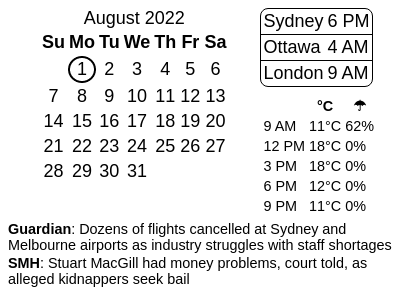 August 2022
Su Mo Tu We Th Fr Sa
1 2 3 4 5 6
7 8 9 10 11 12 13
14 15 16 17 18 19 20
21 22 23 24 25 26 27
28 29 30 31
Sydney 6 PM
Ottawa 4 AM
London 9 AM
°C ☂
9 AM 11°C 62%
12 PM 18°C 0%
3 PM 18°C 0%
6 PM 12°C 0%
9 PM 11°C 0%
Guardian: Dozens of flights cancelled at Sydney and
Melbourne airports as industry struggles with staff shortages
SMH: Stuart MacGill had money problems, court told, as
alleged kidnappers seek bail